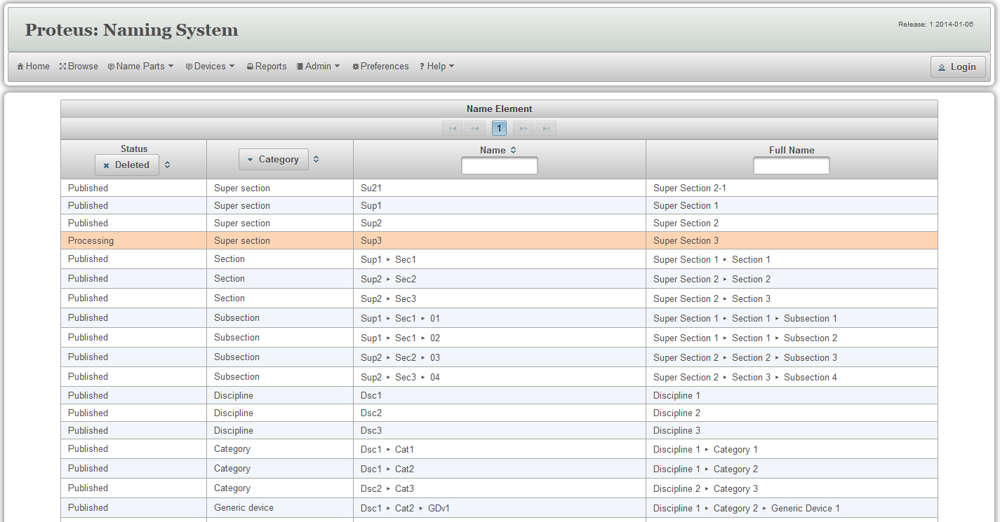 Proteus: Naming System
Release: 1 2014-01-06
Home Browse Name Parts Devices Reports Admin Preferences ? Help Login
Name Element
1
Status Category Name Full Name
Deleted
Published Super section Su21 Super Section 2-1
Published Super section Sup1 Super Section 1
Published Super section Sup2 Super Section 2
Processing Super section Sup3 Super Section 3
Published Section Sup1 ▸ Sec1 Super Section 1 ▸ Section 1
Published Section Sup2 ▸ Sec2 Super Section 2 ▸ Section 2
Published Section Sup2 ▸ Sec3 Super Section 2 ▸ Section 3
Published Subsection Sup1 ▸ Sec1 ▸ 01 Super Section 1 ▸ Section 1 ▸ Subsection 1
Published Subsection Sup1 ▸ Sec1 ▸ 02 Super Section 1 ▸ Section 1 ▸ Subsection 2
Published Subsection Sup2 ▸ Sec2 ▸ 03 Super Section 2 ▸ Section 2 ▸ Subsection 3
Published Subsection Sup2 ▸ Sec3 ▸ 04 Super Section 2 ▸ Section 3 ▸ Subsection 4
Published Discipline Dsc1 Discipline 1
Published Discipline Dsc2 Discipline 2
Published Discipline Dsc3 Discipline 3
Published Category Dsc1 ▸ Cat1 Discipline 1 ▸ Category 1
Published Category Dsc1 ▸ Cat2 Discipline 1 ▸ Category 2
Published Category Dsc2 ▸ Cat3 Discipline 2 ▸ Category 3
Published Generic device Dsc1 ▸ Cat2 ▸ GDv1 Discipline 1 ▸ Category 2 ▸ Generic Device 1